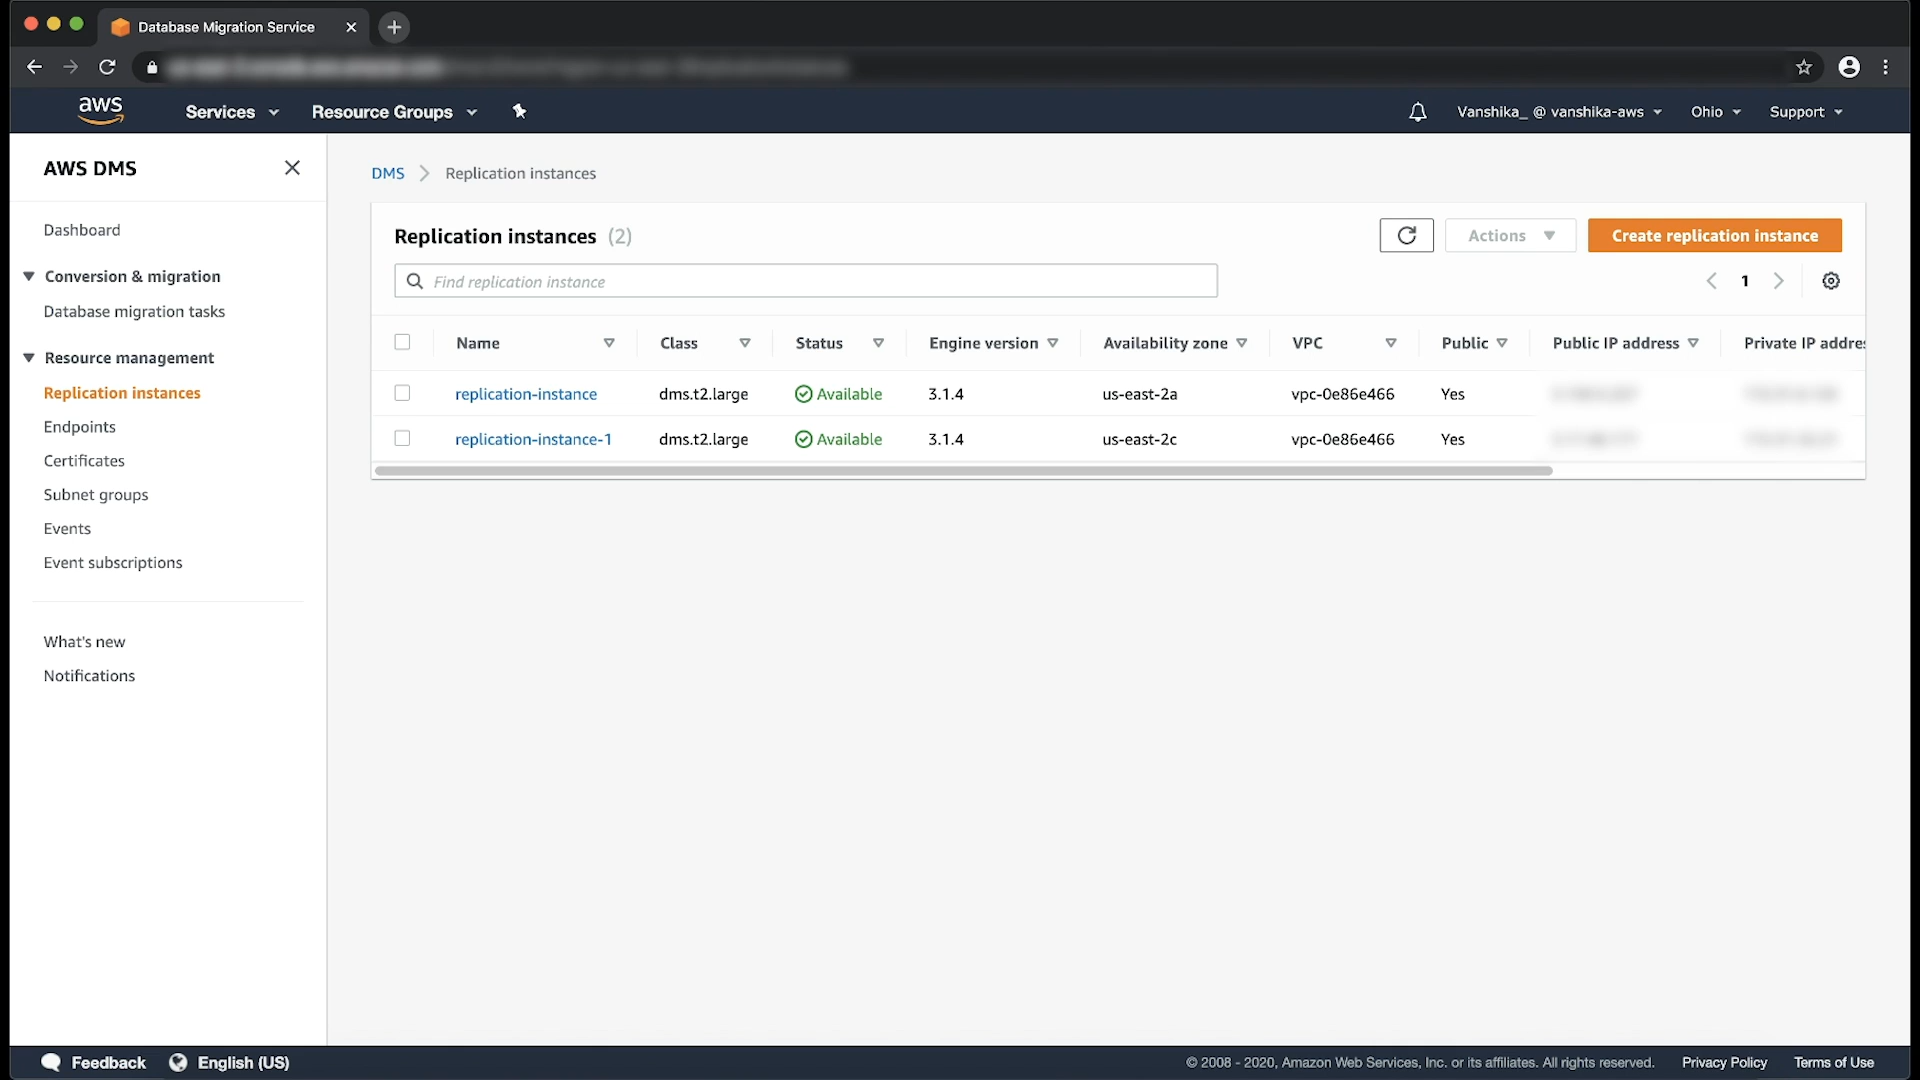 Database Migration Service
aws
Services
Resource Groups
Vanshika_ @ vanshika-aws
Ohio
Support
AWS DMS
Dashboard
Conversion & migration
Database migration tasks
Resource management
Replication instances
Endpoints
Certificates
Subnet groups
Events
Event subscriptions
What's new
Notifications
DMS
Replication instances
Replication instances (2)
Actions
Create replication instance
Find replication instance
1
Name Class Status Engine version Availability zone VPC Public Public IP address Private IP addres
replication-instance dms.t2.large Available 3.1.4 us-east-2a vpc-0e86e466 Yes
replication-instance-1 dms.t2.large Available 3.1.4 us-east-2c vpc-0e86e466 Yes
Feedback
English (US)
© 2008 - 2020, Amazon Web Services, Inc. or its affiliates. All rights reserved.
Privacy Policy
Terms of Use